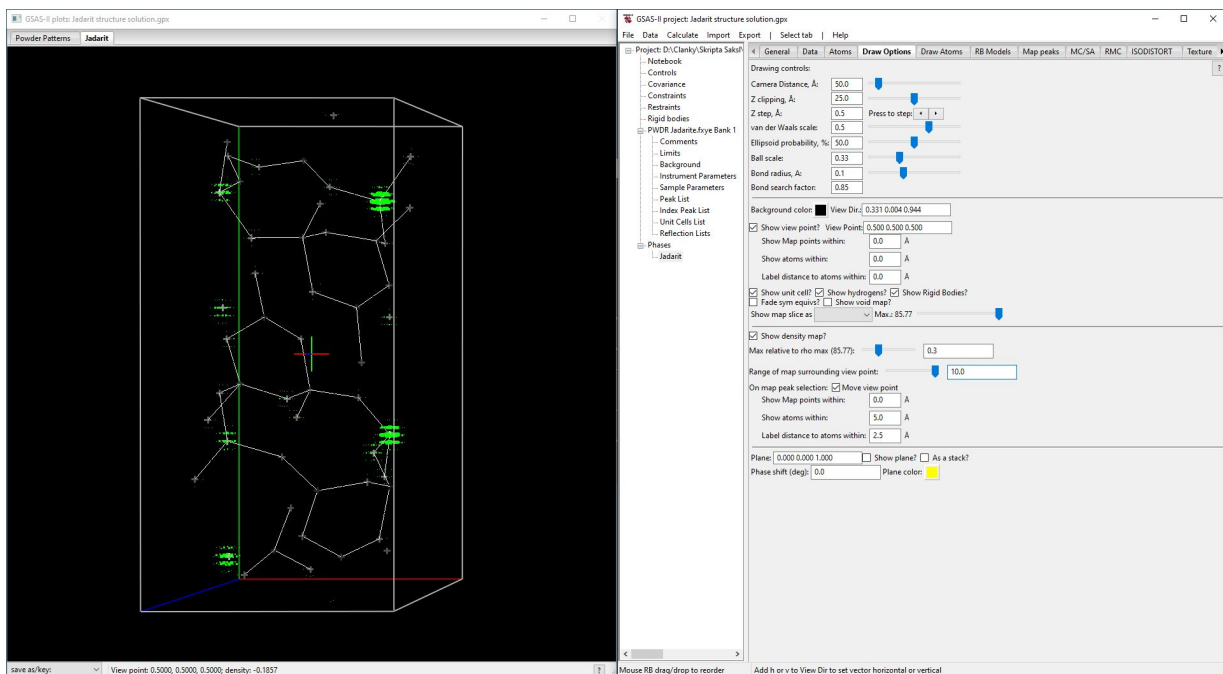 GSAS-II plots: Jadarit structure solution.gpx
Powder Patterns Jadarit
save as/key: View point: 0.5000, 0.5000, 0.5000; density: -0.1857 ?
GSAS-II project: Jadarit structure solution.gpx
File Data Calculate Import Export | Select tab | Help
Project: D:\Clanky\Skripta Saksl\
Notebook
Controls
Covariance
Constraints
Restraints
Rigid bodies
PWDR Jadarite.fxye Bank 1
Comments
Limits
Background
Instrument Parameters
Sample Parameters
Peak List
Index Peak List
Unit Cells List
Reflection Lists
Phases
Jadarit
General Data Atoms Draw Options Draw Atoms RB Models Map peaks MC/SA RMC ISODISTORT Texture
Drawing controls: ?
Camera Distance, Å: 50.0
Z clipping, Å: 25.0
Z step, Å: 0.5 Press to step:
van der Waals scale: 0.5
Ellipsoid probability, %: 50.0
Ball scale: 0.33
Bond radius, A: 0.1
Bond search factor: 0.85
Background color: View Dir.: 0.331 0.004 0.944
Show view point? View Point: 0.500 0.500 0.500
Show Map points within: 0.0 Å
Show atoms within: 0.0 Å
Label distance to atoms within: 0.0 Å
Show unit cell? Show hydrogens? Show Rigid Bodies?
Fade sym equivs? Show void map?
Show map slice as Max.: 85.77
Show density map?
Max relative to rho max (85.77): 0.3
Range of map surrounding view point: 10.0
On map peak selection: Move view point
Show Map points within: 0.0 Å
Show atoms within: 5.0 Å
Label distance to atoms within: 2.5 Å
Plane: 0.000 0.000 1.000 Show plane? As a stack?
Phase shift (deg): 0.0 Plane color:
Mouse RB drag/drop to reorder Add h or v to View Dir to set vector horizontal or vertical